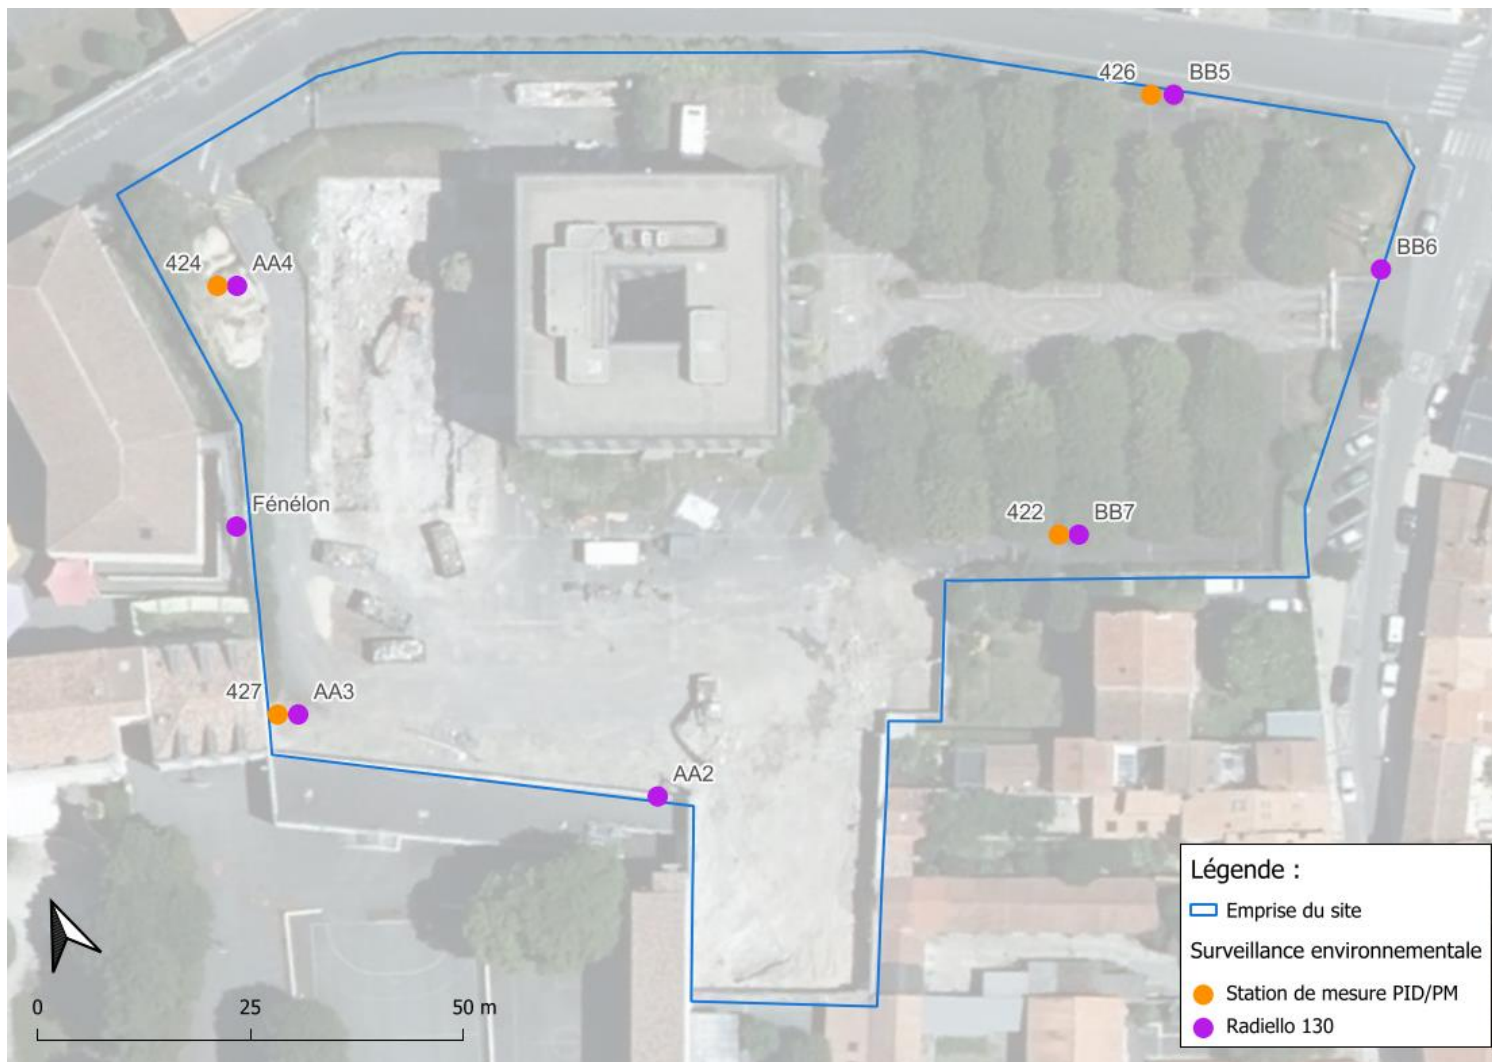 426
BB5
BB6
424
AA4
Fénélon
422
BB7
427
AA3
AA2
Légende :
Emprise du site
Surveillance environnementale
Station de mesure PID/PM
Radiello 130
0 25 50 m